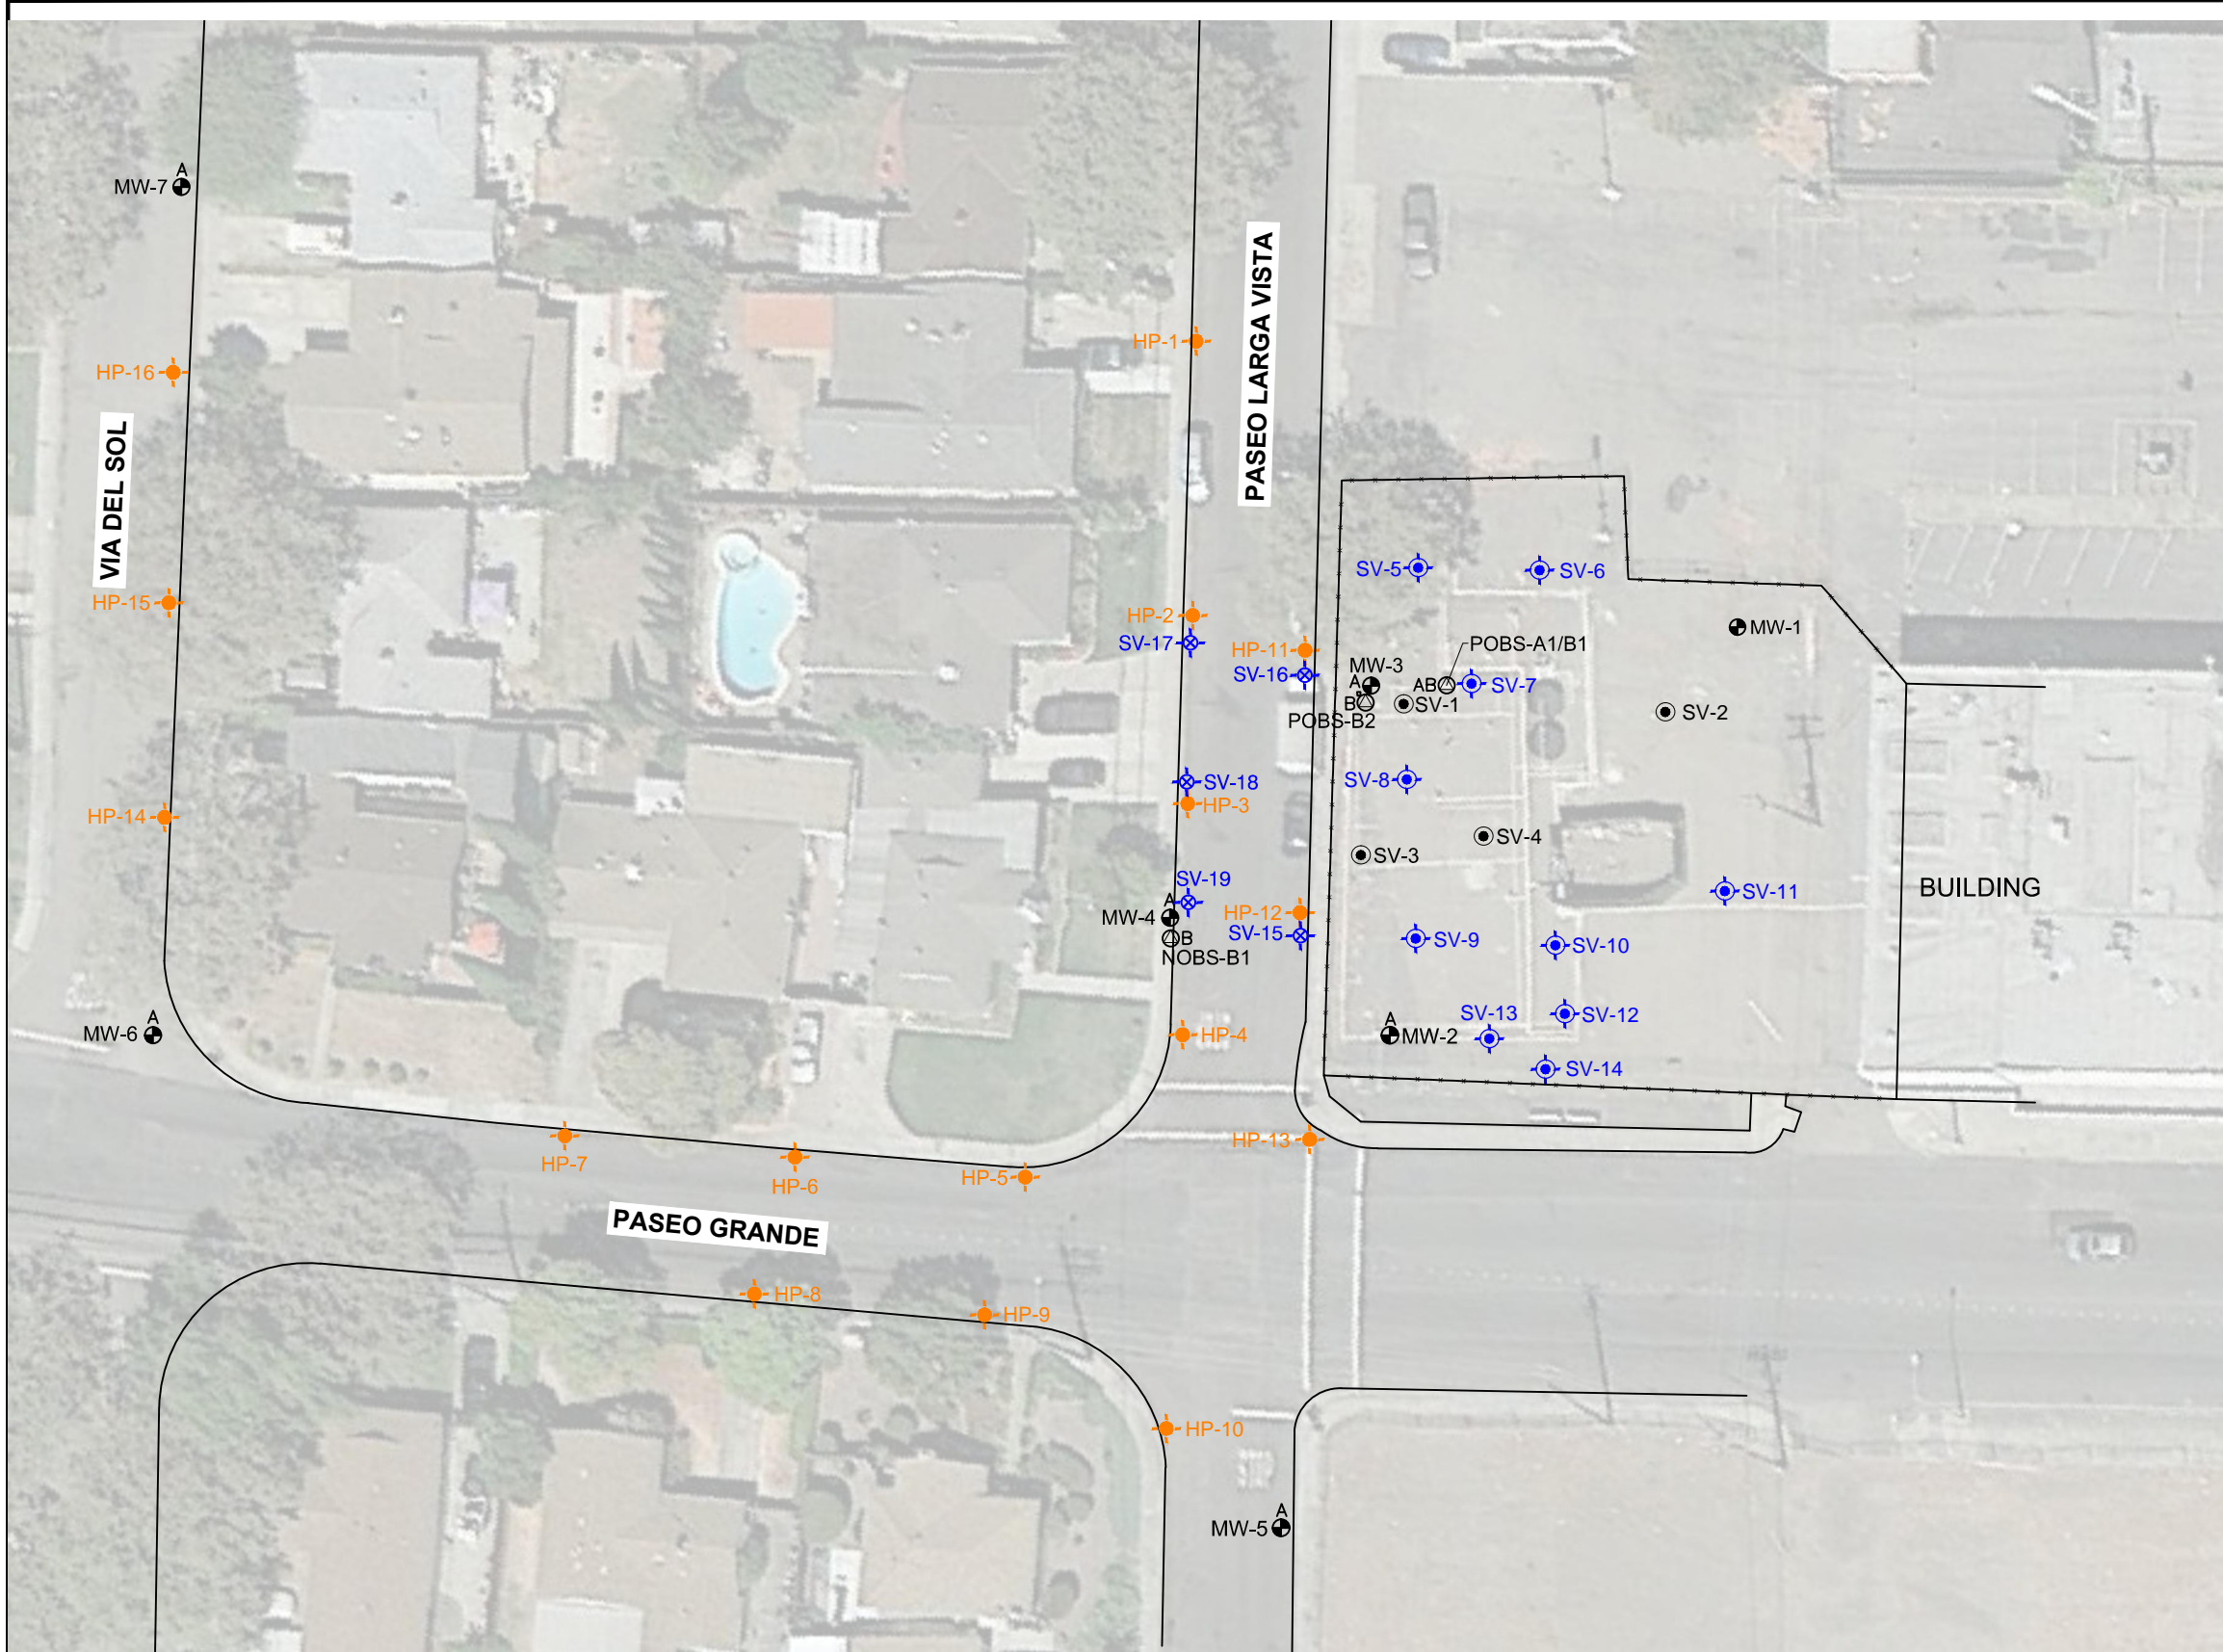 A
MW-7
HP-1
HP-16
PASEO LARGA VISTA
VIA DEL SOL
SV-5
SV-6
HP-15
HP-2
MW-1
SV-17
POBS-A1/B1
HP-11
MW-3
SV-16
A
AB
SV-7
B
SV-1
SV-2
POBS-B2
SV-8
SV-18
HP-3
HP-14
SV-4
SV-3
SV-19
BUILDING
SV-11
A
HP-12
MW-4
SV-15
B
SV-9
SV-10
NOBS-B1
A
SV-13
SV-12
A
MW-6
HP-4
MW-2
SV-14
HP-13
HP-7
HP-5
HP-6
PASEO GRANDE
HP-8
HP-9
HP-10
A
MW-5